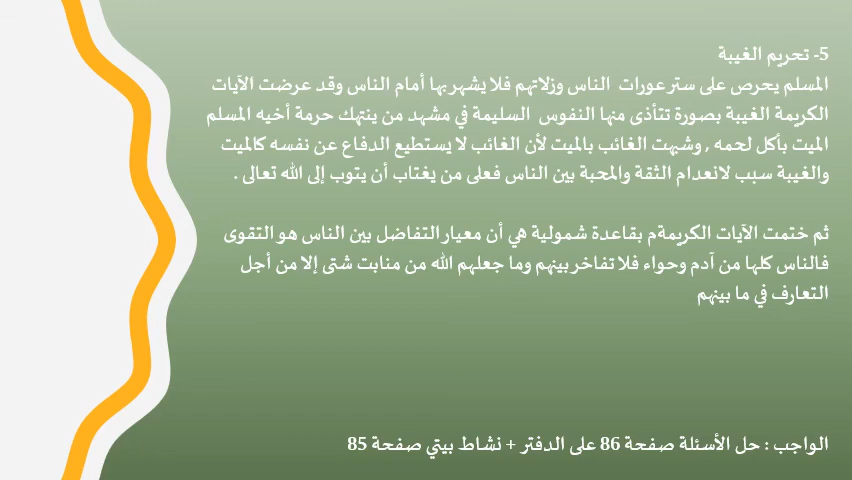 5- تحريم الغيبة
المسلم يحرص على ستر عورات الناس وزلاتهم فلا يشهر بها أمام الناس وقد عرضت الآيات
الكريمة الغيبة بصورة تتأذى منها النفوس السليمة في مشهد من ينتهك حرمة أخيه المسلم
الميت بأكل لحمه , وشبهت الغائب بالميت لأن الغائب لا يستطيع الدفاع عن نفسه كالميت
والغيبة سبب لانعدام الثقة والمحبة بين الناس فعلى من يغتاب أن يتوب إلى الله تعالى .
ثم ختمت الآيات الكريمةم بقاعدة شمولية هي أن معيار التفاضل بين الناس هو التقوى
فالناس كلها من آدم وحواء فلا تفاخر بينهم وما جعلهم الله من منابت شتى إلا من أجل
التعارف في ما بينهم
الواجب : حل الأسئلة صفحة 86 على الدفتر + نشاط بيتي صفحة 85